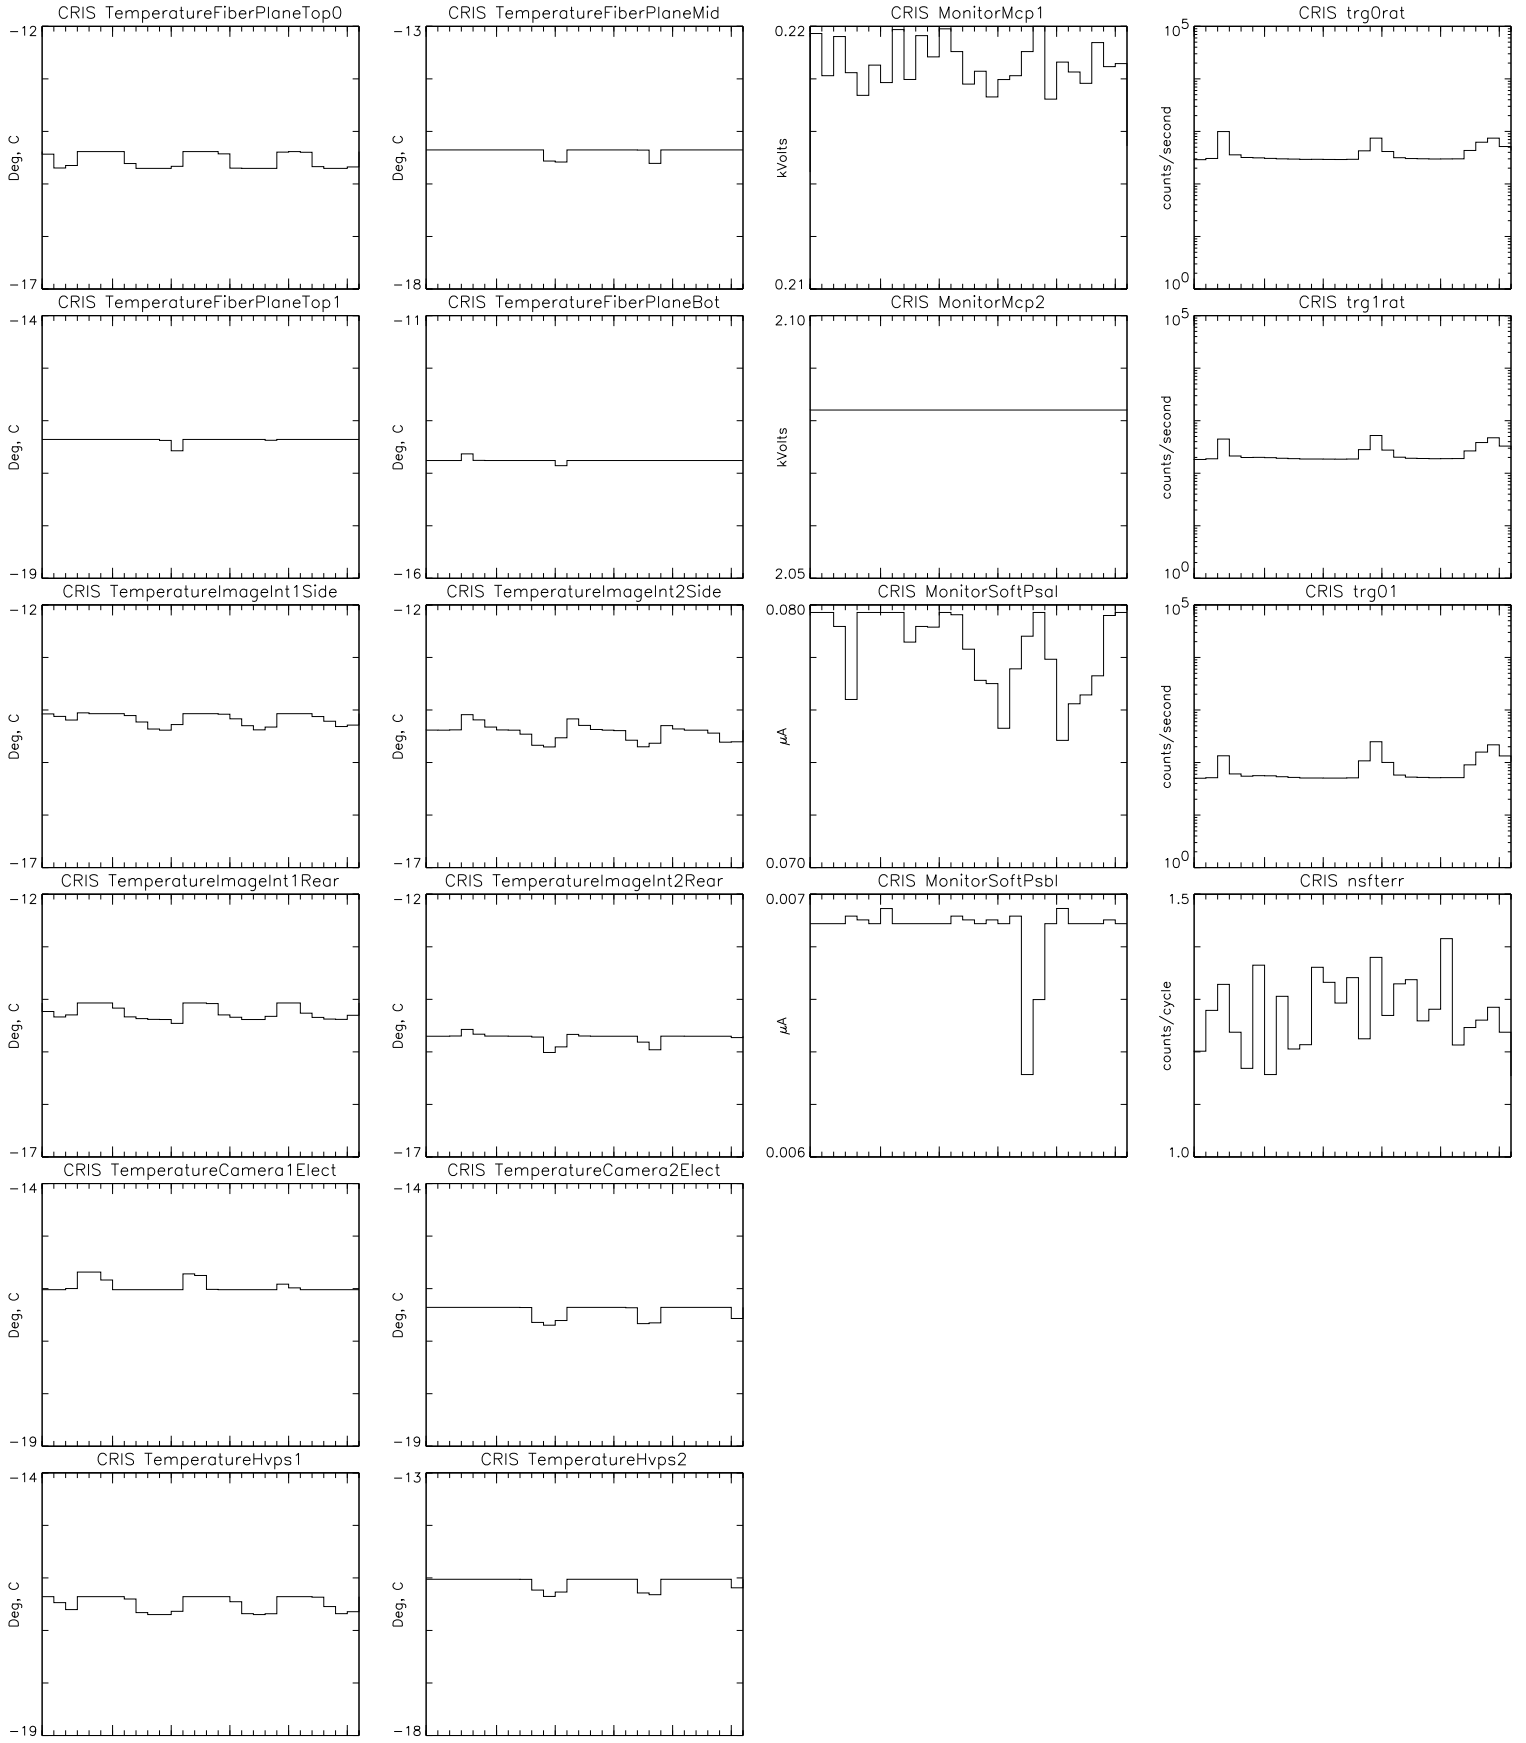 CRIS TemperatureFiberPlaneTop0
-12
Deg, C
-17
CRIS TemperatureFiberPlaneMid
-13
Deg, C
-18
CRIS MonitorMcp1
0.22
kVolts
0.21
CRIS trg0rat
10^5
counts/second
10^0
CRIS TemperatureFiberPlaneTop1
-14
Deg, C
-19
CRIS TemperatureFiberPlaneBot
-11
Deg, C
-16
CRIS MonitorMcp2
2.10
kVolts
2.05
CRIS trg1rat
10^5
counts/second
10^0
CRIS TemperatureImageInt1Side
-12
Deg, C
-17
CRIS TemperatureImageInt2Side
-12
Deg, C
-17
CRIS MonitorSoftPsaI
0.080
μA
0.070
CRIS trg01
10^5
counts/second
10^0
CRIS TemperatureImageInt1Rear
-12
Deg, C
-17
CRIS TemperatureImageInt2Rear
-12
Deg, C
-17
CRIS MonitorSoftPsbI
0.007
μA
0.006
CRIS nsfterr
1.5
counts/cycle
1.0
CRIS TemperatureCamera1Elect
-14
Deg, C
-19
CRIS TemperatureCamera2Elect
-14
Deg, C
-19
CRIS TemperatureHvps1
-14
Deg, C
-19
CRIS TemperatureHvps2
-13
Deg, C
-18